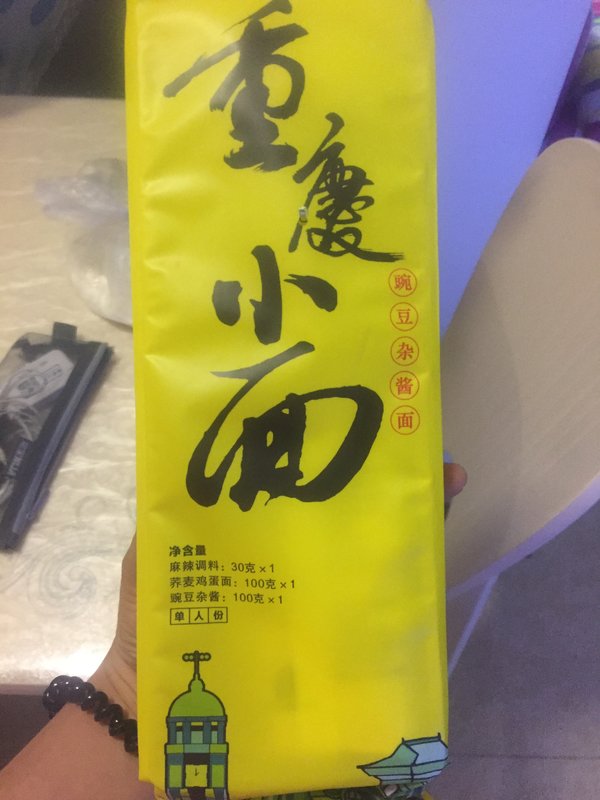 重慶
小面
豌豆杂酱面
净含量
麻辣调料：30克×1
荞麦鸡蛋面：100克×1
豌豆杂酱：100克×1
单人份